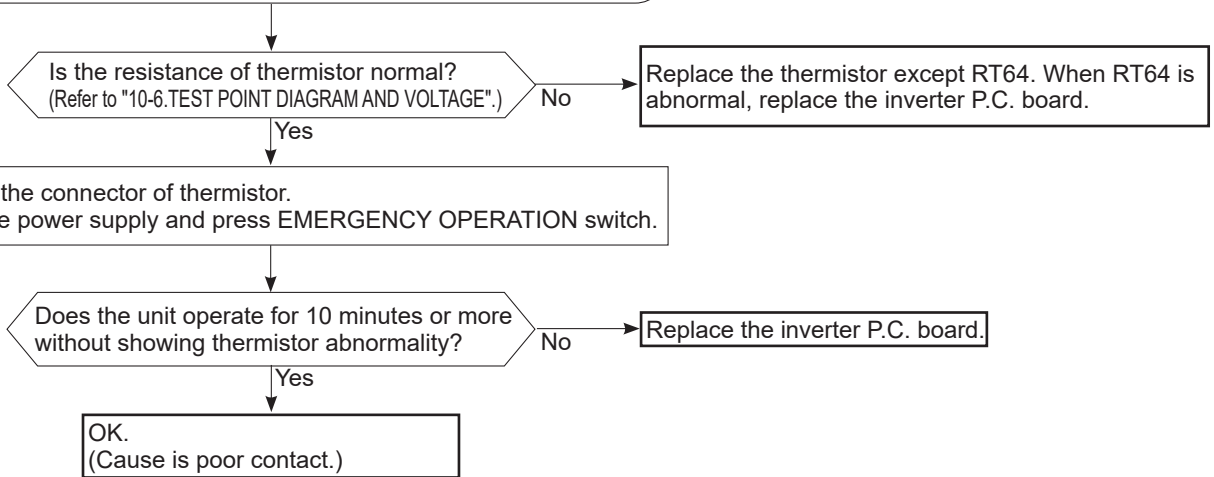 Is the resistance of thermistor normal?
(Refer to "10-6.TEST POINT DIAGRAM AND VOLTAGE".)
No
Replace the thermistor except RT64. When RT64 is
abnormal, replace the inverter P.C. board.
Yes
the connector of thermistor.
e power supply and press EMERGENCY OPERATION switch.
Does the unit operate for 10 minutes or more
without showing thermistor abnormality?
No
Replace the inverter P.C. board.
Yes
OK.
(Cause is poor contact.)